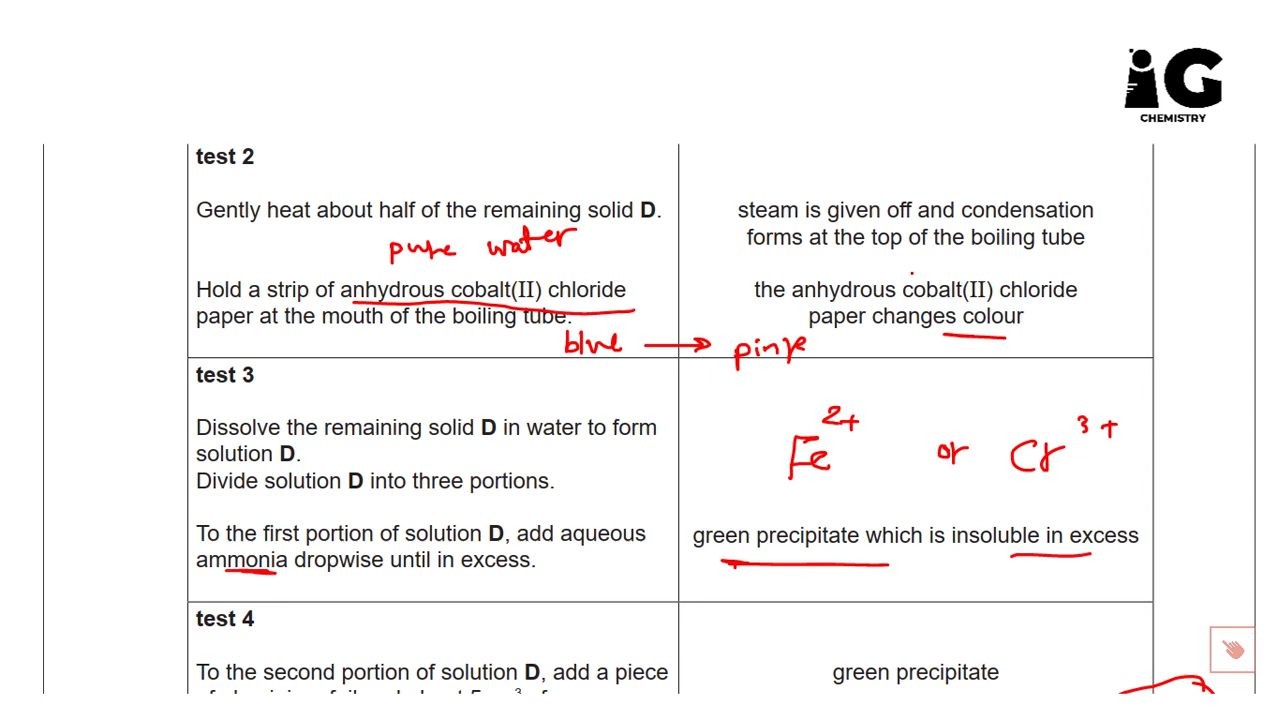 iG
CHEMISTRY
test 2
Gently heat about half of the remaining solid D.
steam is given off and condensation
forms at the top of the boiling tube
pure water
Hold a strip of anhydrous cobalt(II) chloride
paper at the mouth of the boiling tube.
the anhydrous cobalt(II) chloride
paper changes colour
blue → pink
test 3
Dissolve the remaining solid D in water to form
solution D.
Divide solution D into three portions.
Fe2+ or Cr3+
To the first portion of solution D, add aqueous
ammonia dropwise until in excess.
green precipitate which is insoluble in excess
test 4
To the second portion of solution D, add a piece
green precipitate